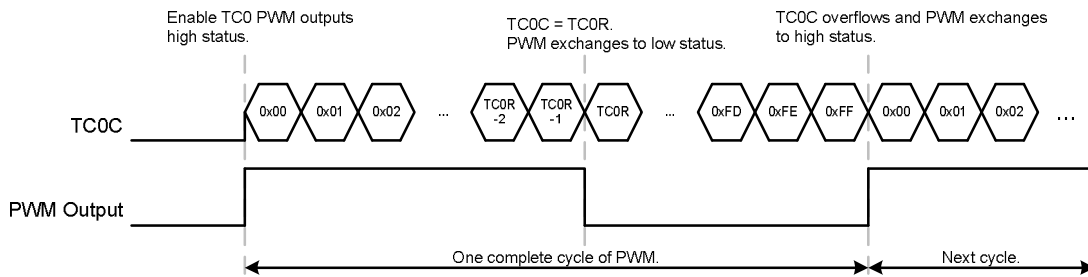 Enable TC0 PWM outputs
high status.
TC0C = TC0R.
PWM exchanges to low status.
TC0C overflows and PWM exchanges
to high status.
TC0C
0x00
0x01
0x02
...
TC0R
-2
TC0R
-1
TC0R
...
0xFD
0xFE
0xFF
0x00
0x01
0x02
...
PWM Output
One complete cycle of PWM.
Next cycle.